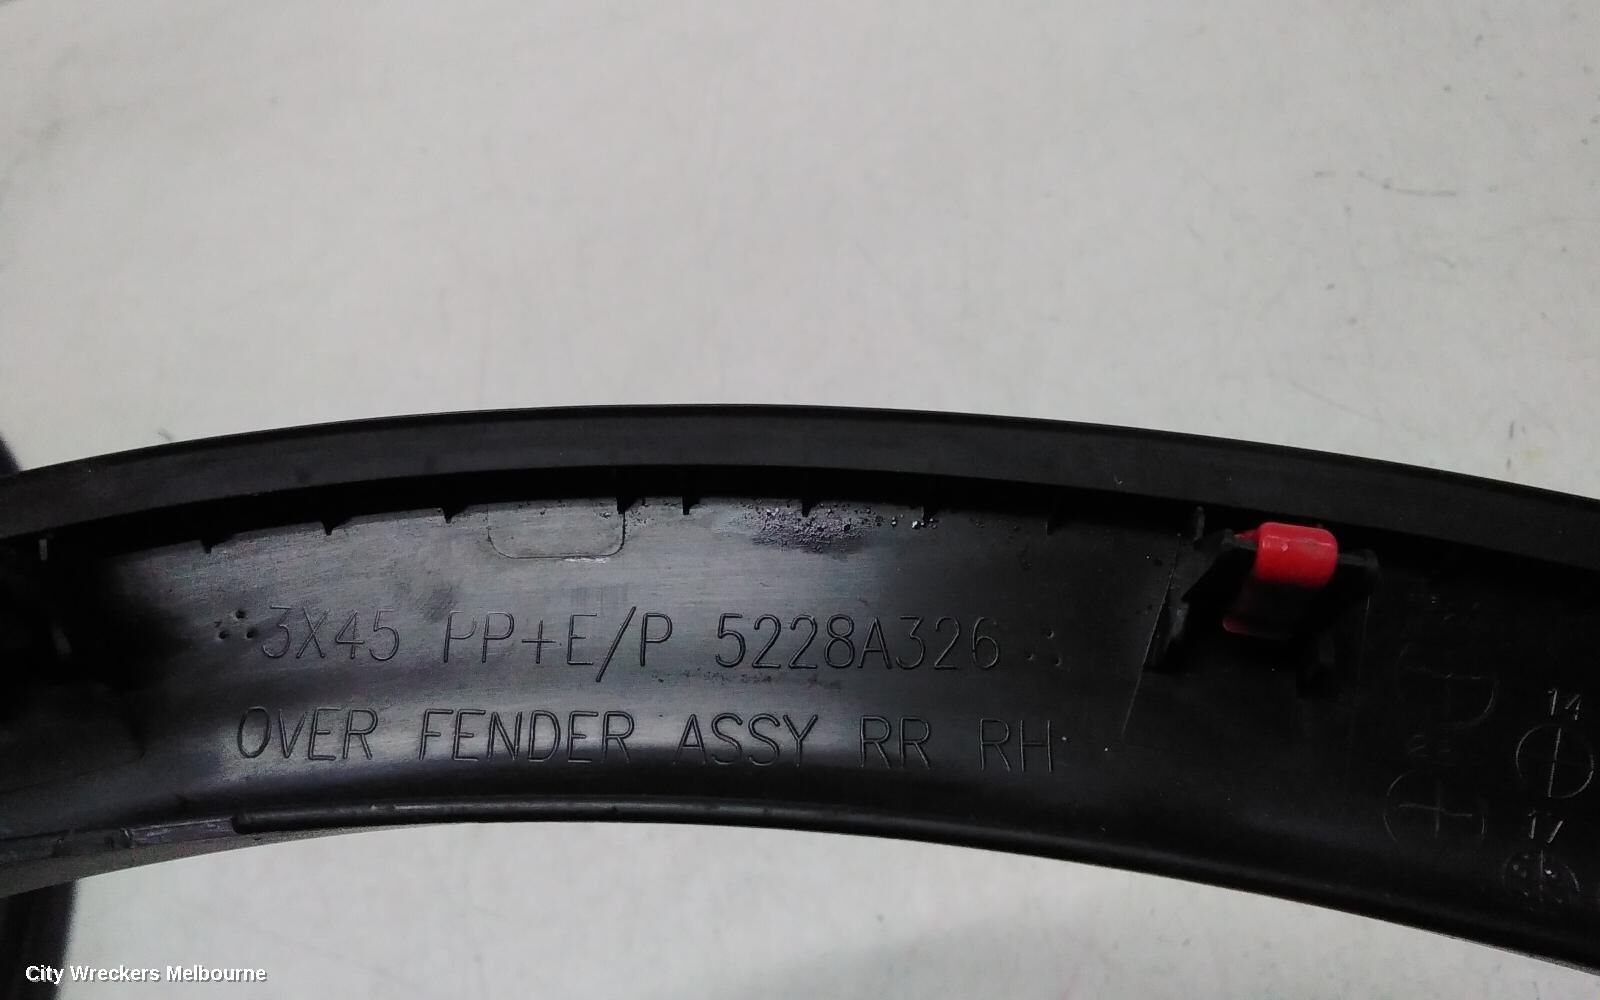 3X45 PP+E/P 5228A326
OVER FENDER ASSY RR RH
14
17
City Wreckers Melbourne